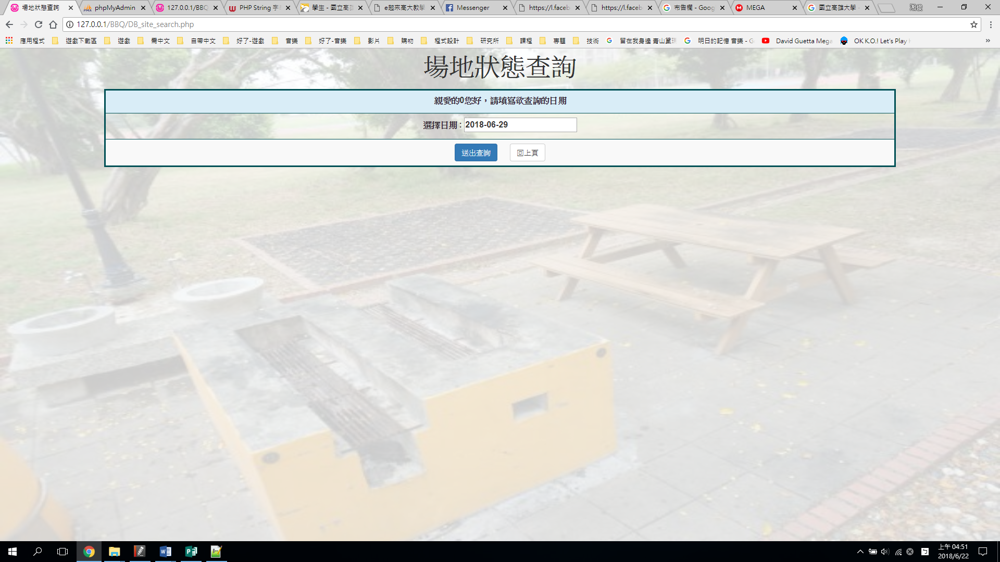 場地狀態查詢
phpMyAdmin
127.0.0.1/BBQ
PHP String 字
學生 - 國立高
e起來高大教學
Messenger
https://l.faceb
https://l.faceb
布告欄 - Goog
MEGA
國立高雄大學 -
湘俊
127.0.0.1/BBQ/DB_site_search.php
應用程式
遊戲下載區
遊戲
需中文
自帶中文
好了-遊戲
音樂
好了-音樂
影片
購物
程式設計
研究所
課程
專題
技術
留在我身邊 青山黛
明日的記憶 音樂 - G
David Guetta Mega
OK K.O.! Let's Play
»
場地狀態查詢
親愛的0您好，請填寫欲查詢的日期
選擇日期 : 2018-06-29
送出查詢
回上頁
上午 04:51
2018/6/22